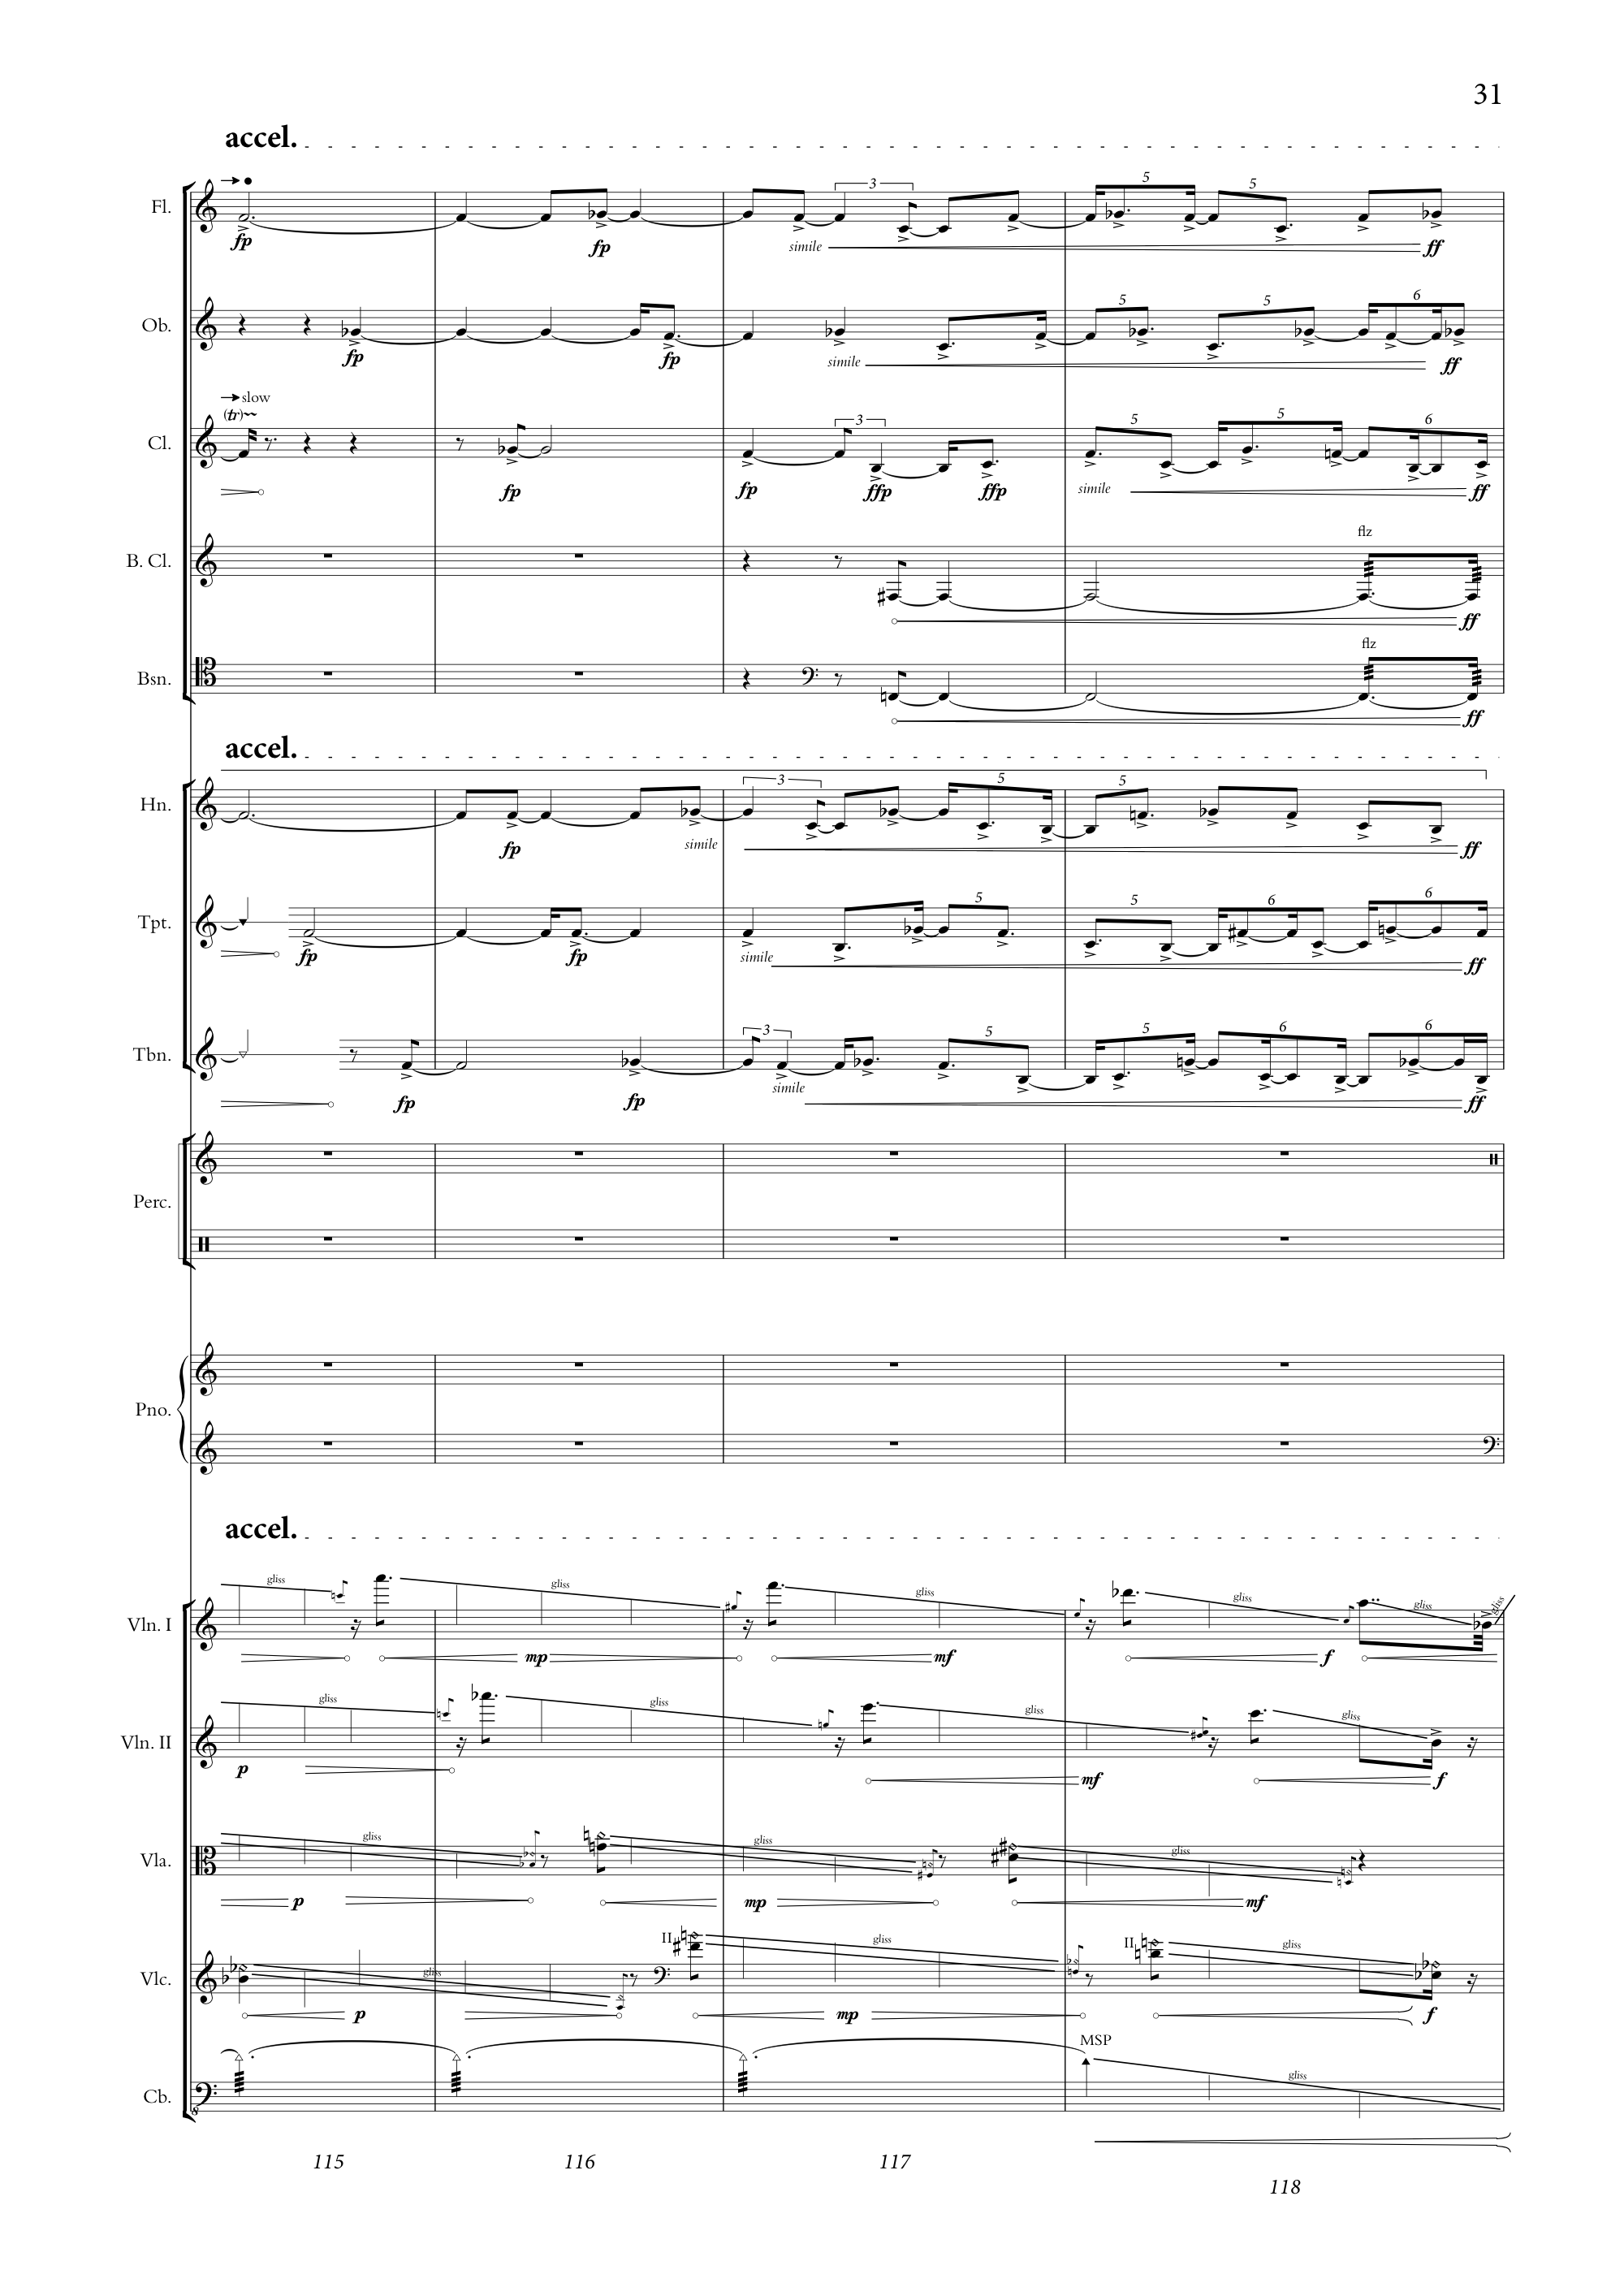 31
accel.
Fl.
fp
fp
simile
3
5
5
ff
Ob.
fp
fp
simile
5
5
6
ff
slow
(tr)
Cl.
fp
fp
3
ffp
ffp
simile
5
5
6
ff
B. Cl.
flz
ff
Bsn.
flz
ff
accel.
Hn.
fp
simile
3
5
5
ff
Tpt.
fp
fp
simile
5
5
6
6
ff
Tbn.
fp
fp
3
simile
5
5
6
6
ff
Perc.
Pno.
accel.
Vln. I
gliss
gliss
gliss
gliss
gliss
gliss
mp
mf
f
Vln. II
gliss
gliss
gliss
gliss
p
mf
f
Vla.
gliss
gliss
gliss
p
mp
mf
Vlc.
gliss
II
gliss
II
gliss
p
mp
f
MSP
Cb.
gliss
8
115
116
117
118